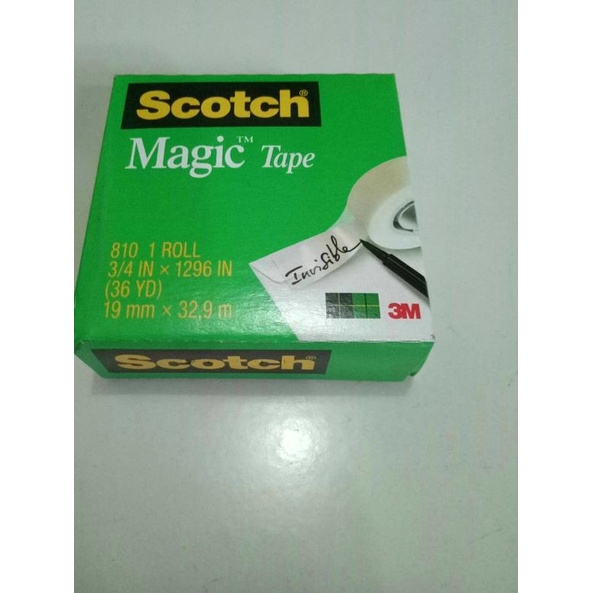 Scotch®
Magic™ Tape
810 1 ROLL
3/4 IN × 1296 IN
(36 YD)
19 mm × 32,9 m
Invisible
3M
Scotch®